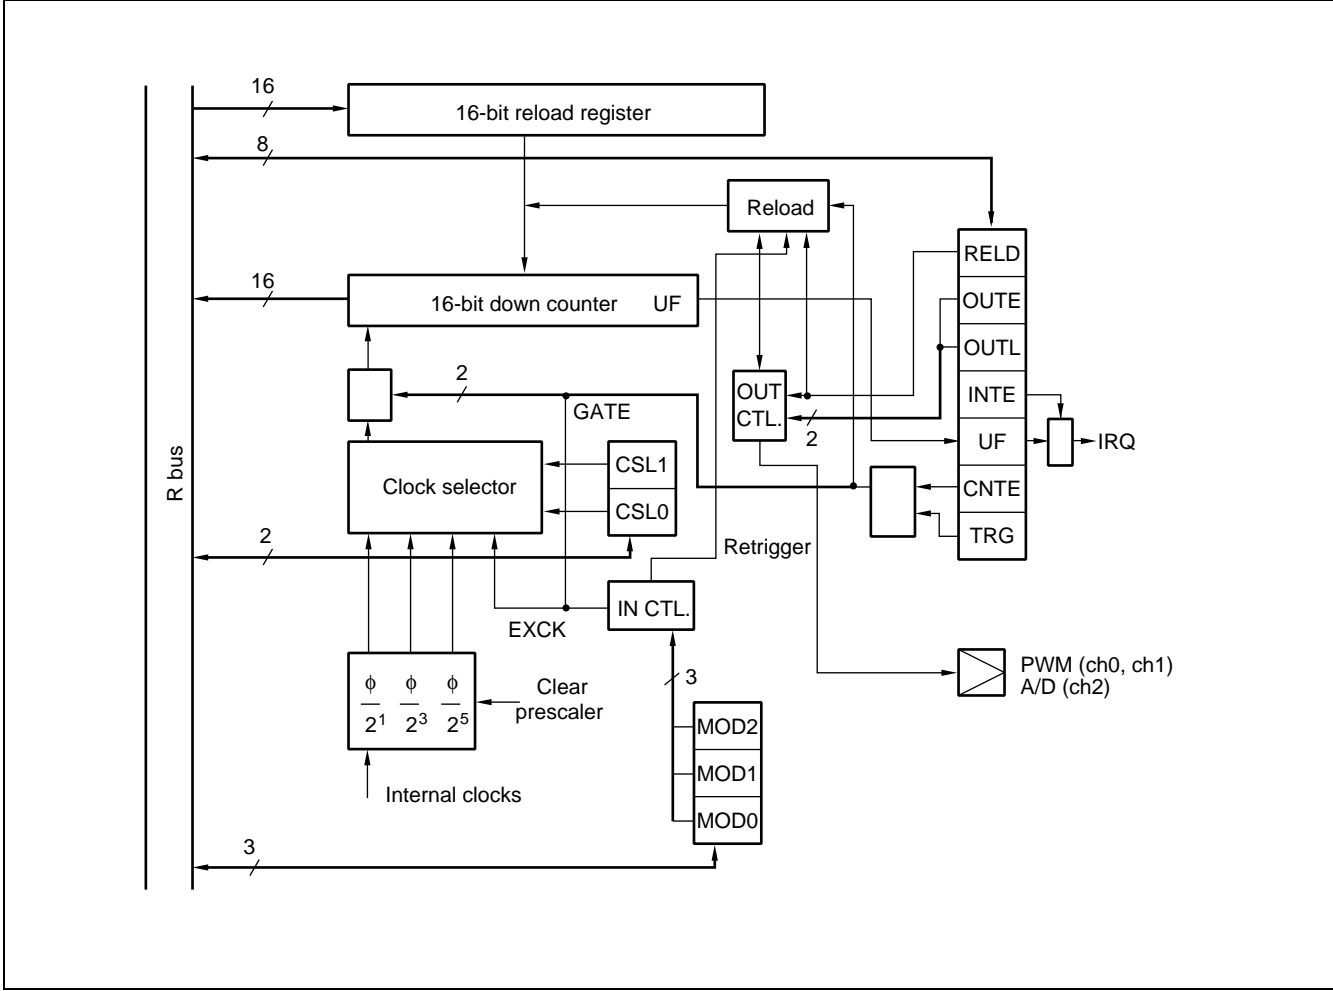 16
16-bit reload register
8
Reload
RELD
16
16-bit down counter UF
OUTE
OUTL
2
GATE
OUT
CTL.
2
INTE
UF
IRQ
R bus
Clock selector
CSL1
CSL0
CNTE
TRG
2
Retrigger
IN CTL.
EXCK
3
PWM (ch0, ch1)
A/D (ch2)
ϕ ϕ ϕ
2¹ 2³ 2⁵
Clear
prescaler
Internal clocks
MOD2
MOD1
MOD0
3